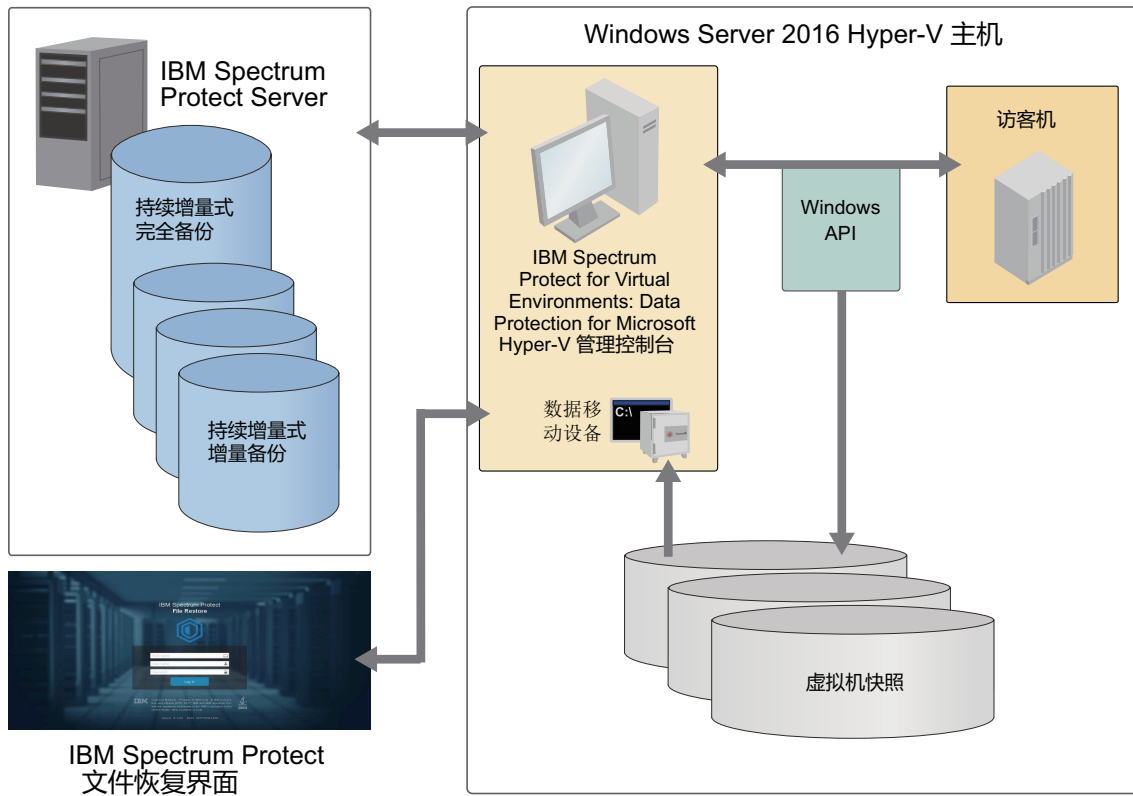 IBM Spectrum
Protect Server
持续增量式
完全备份
持续增量式
增量备份
IBM Spectrum Protect
File Restore
Log In
IBM
IBM Spectrum Protect
文件恢复界面
Windows Server 2016 Hyper-V 主机
IBM Spectrum
Protect for Virtual
Environments: Data
Protection for Microsoft
Hyper-V 管理控制台
数据移
动设备
C:\
Windows
API
访客机
虚拟机快照